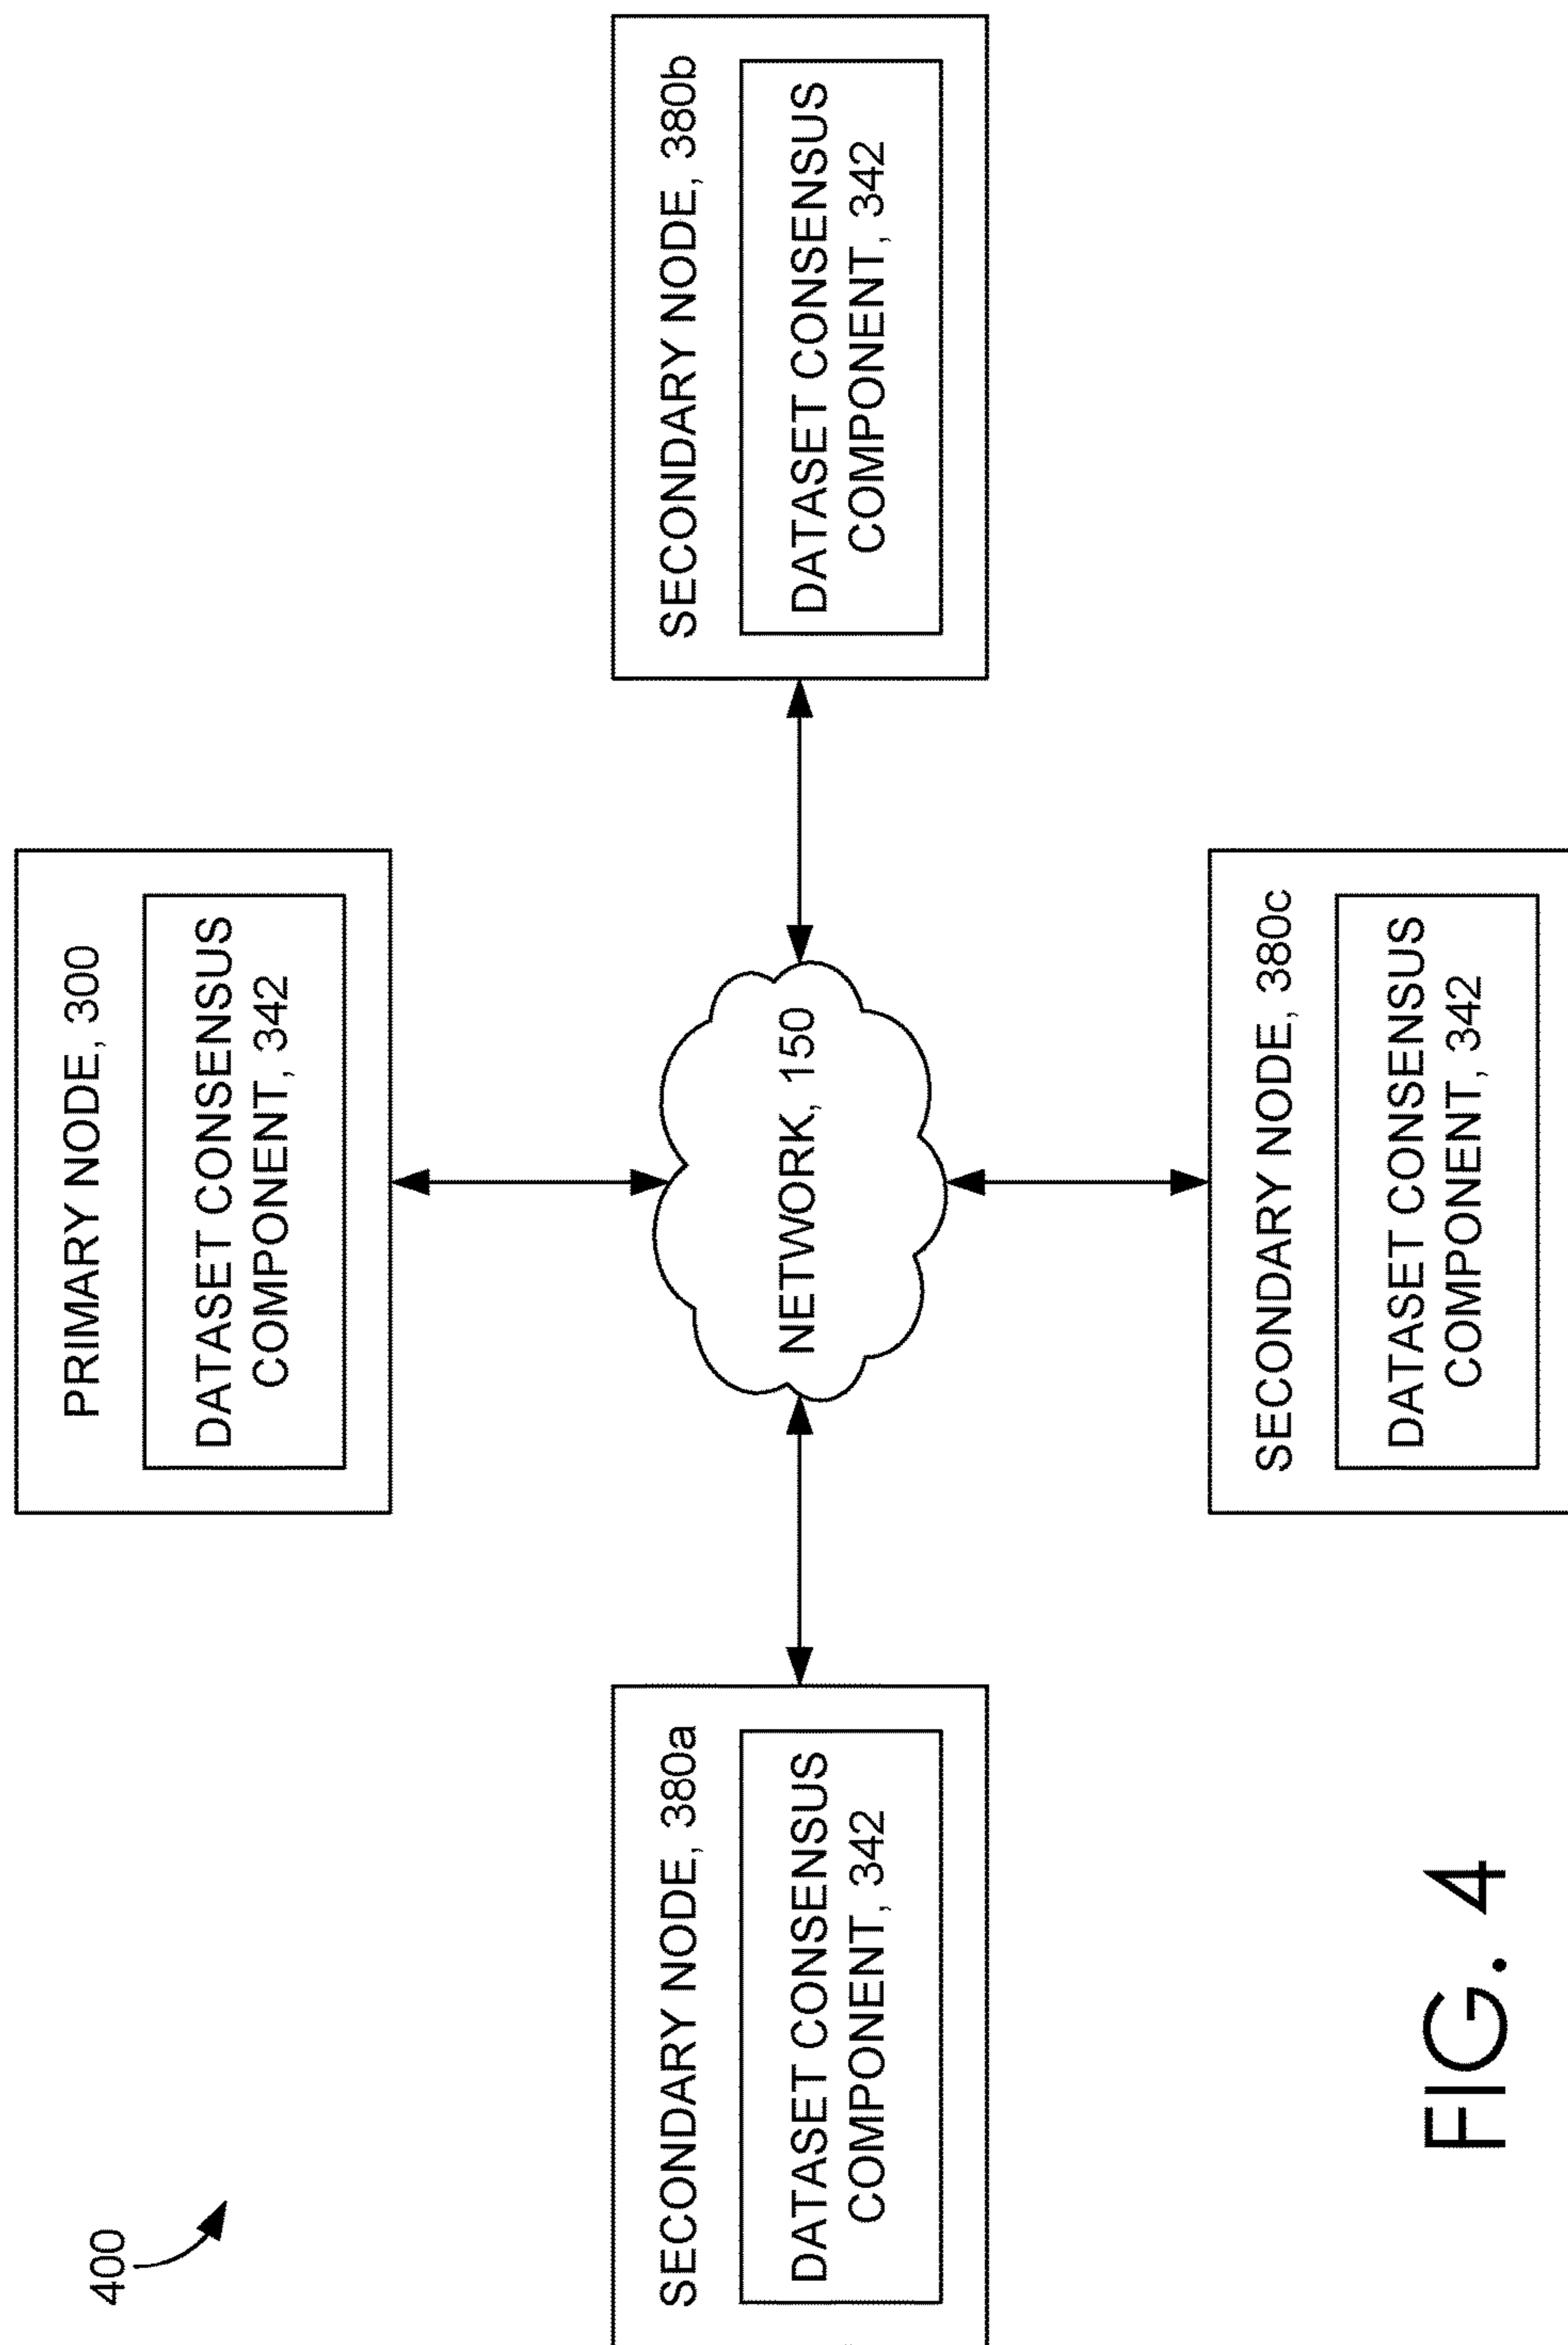 400
PRIMARY NODE, 300
DATASET CONSENSUS
COMPONENT, 342
SECONDARY NODE, 380a
DATASET CONSENSUS
COMPONENT, 342
NETWORK, 150
SECONDARY NODE, 380b
DATASET CONSENSUS
COMPONENT, 342
SECONDARY NODE, 380c
DATASET CONSENSUS
COMPONENT, 342
FIG. 4